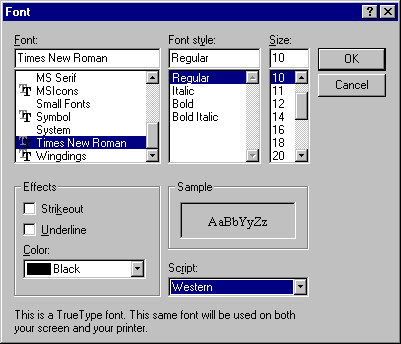 Font
Font:
Times New Roman
MS Serif
MSIcons
Small Fonts
Symbol
System
Times New Roman
Wingdings
Font style:
Regular
Regular
Italic
Bold
Bold Italic
Size:
10
10
11
12
14
16
18
20
OK
Cancel
Effects
Strikeout
Underline
Color:
Black
Sample
AaBbYyZz
Script:
Western
This is a TrueType font. This same font will be used on both
your screen and your printer.